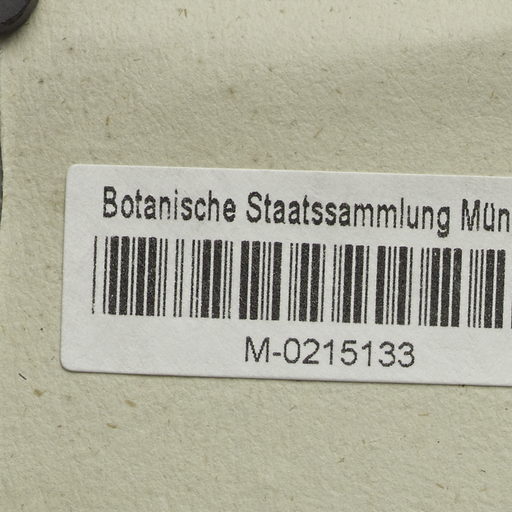 Botanische Staatssammlung Mün
M-0215133